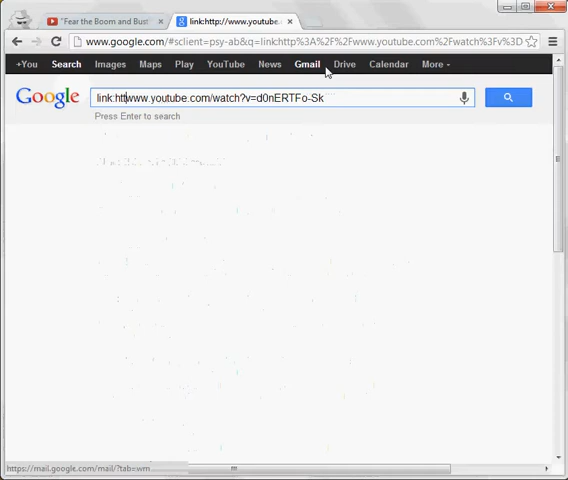 "Fear the Boom and Bust
link:http://www.youtube.
www.google.com/#sclient=psy-ab&q=link:http%3A%2F%2Fwww.youtube.com%2Fwatch%3Fv%3D
+You Search Images Maps Play YouTube News Gmail Drive Calendar More
Google link:httwww.youtube.com/watch?v=d0nERTFo-Sk
Press Enter to search
https://mail.google.com/mail/?tab=wm